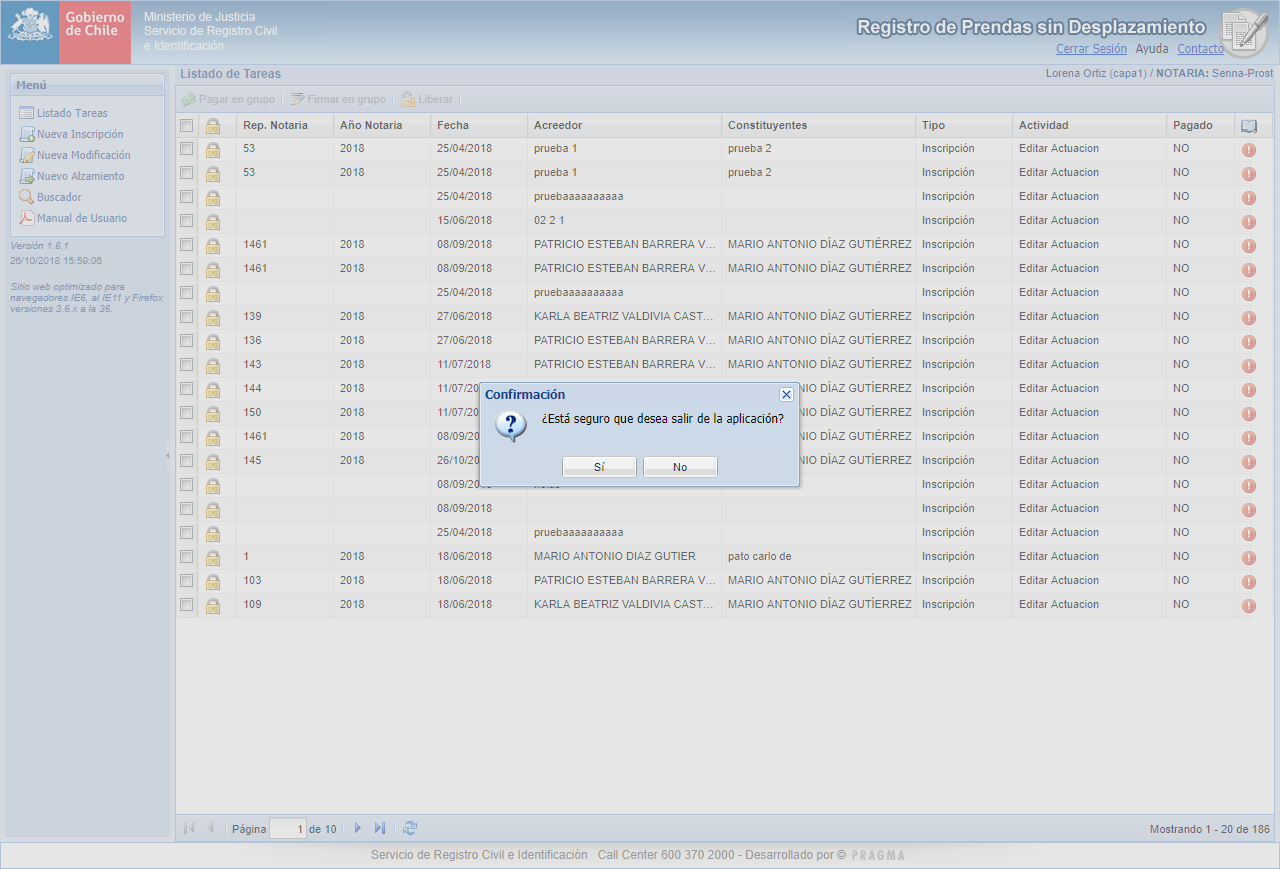 Gobierno
de Chile
Ministerio de Justicia
Servicio de Registro Civil
e Identificación
Registro de Prendas sin Desplazamiento
Cerrar Sesión Ayuda Contacto
Menú
Listado Tareas
Nueva Inscripción
Nueva Modificación
Nuevo Alzamiento
Buscador
Manual de Usuario
Versión 1.6.1
26/10/2018 15:59:06
Sitio web optimizado para
navegadores IE6, al IE11 y Firefox
versiones 3.6.x a la 36.
Listado de Tareas Lorena Ortiz (capa1) / NOTARIA: Senna-Prost
Pagar en grupo Firmar en grupo Liberar
Rep. Notaria Año Notaria Fecha Acreedor Constituyentes Tipo Actividad Pagado
53 2018 25/04/2018 prueba 1 prueba 2 Inscripción Editar Actuacion NO
53 2018 25/04/2018 prueba 1 prueba 2 Inscripción Editar Actuacion NO
25/04/2018 pruebaaaaaaaaaa Inscripción Editar Actuacion NO
15/06/2018 02 2 1 Inscripción Editar Actuacion NO
1461 2018 08/09/2018 PATRICIO ESTEBAN BARRERA V... MARIO ANTONIO DÍAZ GUTIÉRREZ Inscripción Editar Actuacion NO
1461 2018 08/09/2018 PATRICIO ESTEBAN BARRERA V... MARIO ANTONIO DÍAZ GUTIÉRREZ Inscripción Editar Actuacion NO
25/04/2018 pruebaaaaaaaaaa Inscripción Editar Actuacion NO
139 2018 27/06/2018 KARLA BEATRIZ VALDIVIA CAST... MARIO ANTONIO DÍAZ GUTÌERREZ Inscripción Editar Actuacion NO
136 2018 27/06/2018 PATRICIO ESTEBAN BARRERA V... MARIO ANTONIO DÍAZ GUTÌERREZ Inscripción Editar Actuacion NO
143 2018 11/07/2018 PATRICIO ESTEBAN BARRERA V... MARIO ANTONIO DÍAZ GUTÌERREZ Inscripción Editar Actuacion NO
144 2018 11/07/20 NIO DÍAZ GUTÌERREZ Inscripción Editar Actuacion NO
150 2018 11/07/20 NIO DÍAZ GUTÌERREZ Inscripción Editar Actuacion NO
1461 2018 08/09/20 NIO DÍAZ GUTIÉRREZ Inscripción Editar Actuacion NO
145 2018 26/10/20 NIO DÍAZ GUTÌERREZ Inscripción Editar Actuacion NO
08/09/2018 Inscripción Editar Actuacion NO
08/09/2018 Inscripción Editar Actuacion NO
25/04/2018 pruebaaaaaaaaaa Inscripción Editar Actuacion NO
1 2018 18/06/2018 MARIO ANTONIO DIAZ GUTIER pato carlo de Inscripción Editar Actuacion NO
103 2018 18/06/2018 PATRICIO ESTEBAN BARRERA V... MARIO ANTONIO DÍAZ GUTÌERREZ Inscripción Editar Actuacion NO
109 2018 18/06/2018 KARLA BEATRIZ VALDIVIA CAST... MARIO ANTONIO DÍAZ GUTÌERREZ Inscripción Editar Actuacion NO
Confirmación
¿Está seguro que desea salir de la aplicación?
Sí No
Página 1 de 10 Mostrando 1 - 20 de 186
Servicio de Registro Civil e Identificación Call Center 600 370 2000 - Desarrollado por © PRAGMA